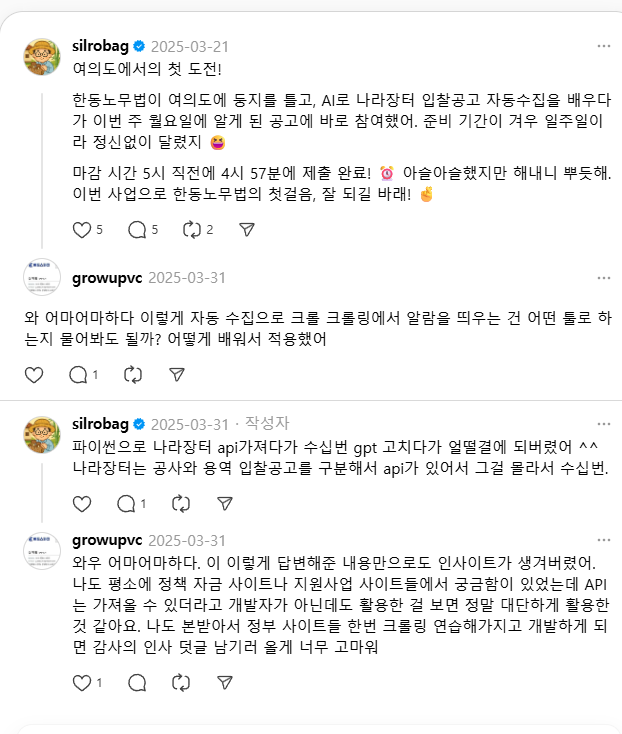 silrobag 2025-03-21
여의도에서의 첫 도전!
한동노무법이 여의도에 둥지를 틀고, AI로 나라장터 입찰공고 자동수집을 배우다
가 이번 주 월요일에 알게 된 공고에 바로 참여했어. 준비 기간이 겨우 일주일이
라 정신없이 달렸지 😆
마감 시간 5시 직전에 4시 57분에 제출 완료! ⏰ 아슬아슬했지만 해내니 뿌듯해.
이번 사업으로 한동노무법의 첫걸음, 잘 되길 바래! 🤞
5 5 2
growupvc 2025-03-31
와 어마어마하다 이렇게 자동 수집으로 크롤 크롤링에서 알람을 띄우는 건 어떤 툴로 하
는지 물어봐도 될까? 어떻게 배워서 적용했어
1
silrobag 2025-03-31 · 작성자
파이썬으로 나라장터 api가져다가 수십번 gpt 고치다가 얼떨결에 되버렸어 ^^
나라장터는 공사와 용역 입찰공고를 구분해서 api가 있어서 그걸 몰라서 수십번.
1
growupvc 2025-03-31
와우 어마어마하다. 이 이렇게 답변해준 내용만으로도 인사이트가 생겨버렸어.
나도 평소에 정책 자금 사이트나 지원사업 사이트들에서 궁금함이 있었는데 API
는 가져올 수 있더라고 개발자가 아닌데도 활용한 걸 보면 정말 대단하게 활용한
것 같아요. 나도 본받아서 정부 사이트들 한번 크롤링 연습해가지고 개발하게 되
면 감사의 인사 덧글 남기러 올게 너무 고마워
1